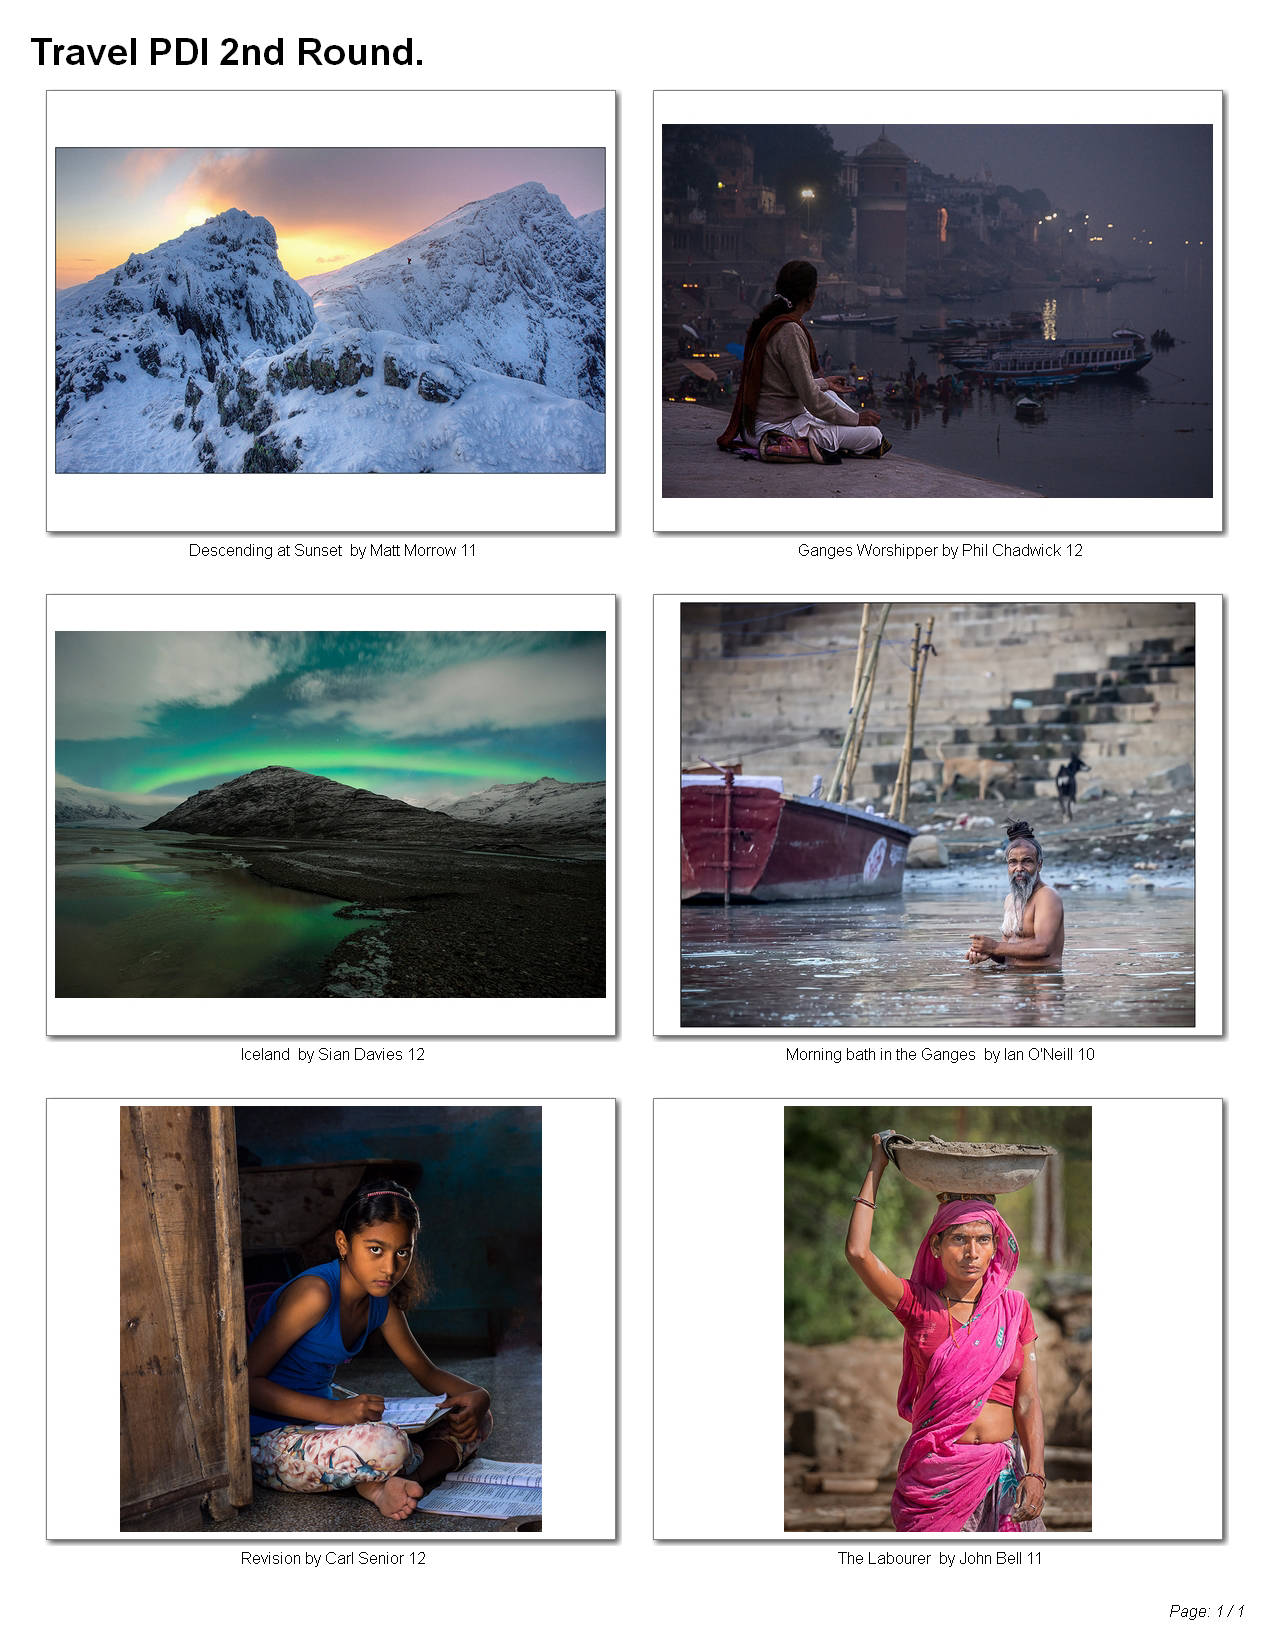 Travel PDI 2nd Round.
Descending at Sunset  by Matt Morrow 11
Ganges Worshipper by Phil Chadwick 12
Iceland  by Sian Davies 12
Morning bath in the Ganges  by Ian O'Neill 10
Revision by Carl Senior 12
The Labourer  by John Bell 11
Page: 1 / 1